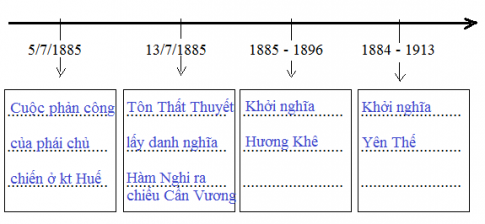 5/7/1885
13/7/1885
1885 - 1896
1884 - 1913
Cuộc phản công
của phái chủ
chiến ở kt Huế
Tôn Thất Thuyết
lấy danh nghĩa
Hàm Nghi ra
chiếu Cần Vương
Khởi nghĩa
Hương Khê
Khởi nghĩa
Yên Thế